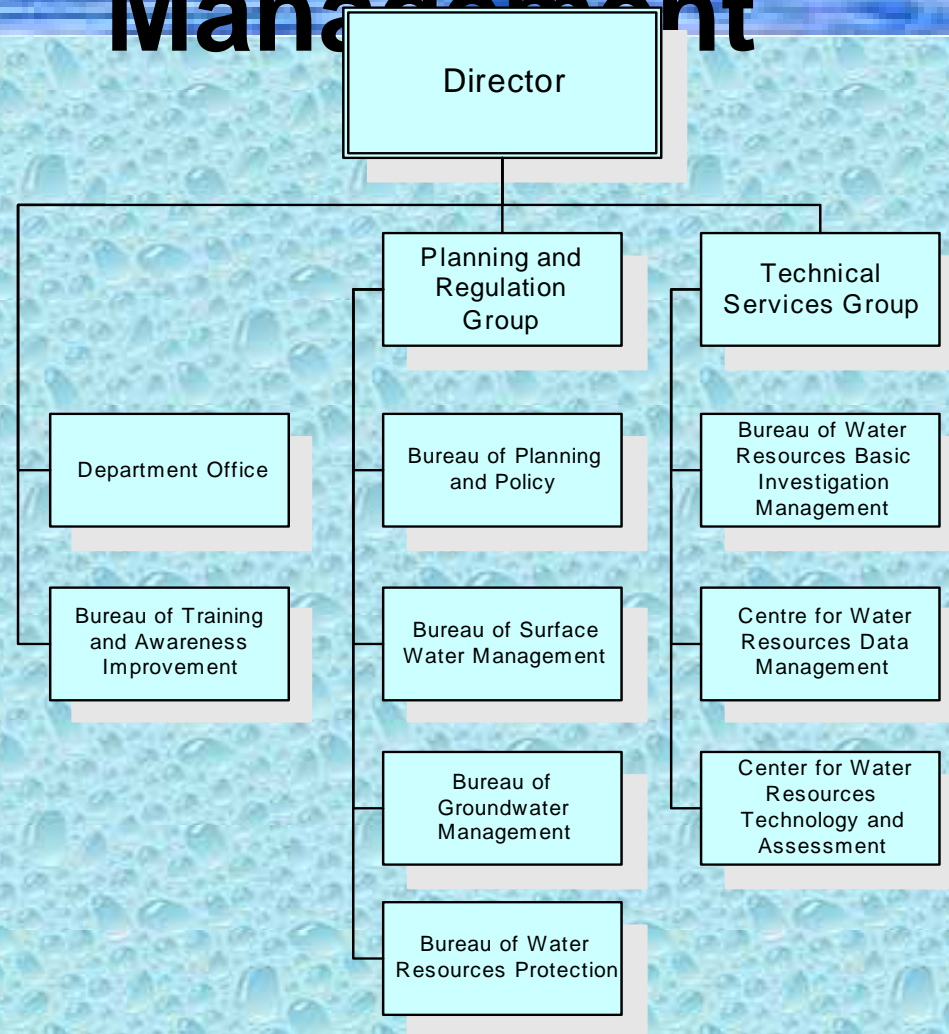 Management
Director
Planning and
Regulation
Group
Technical
Services Group
Department Office
Bureau of Planning
and Policy
Bureau of Water
Resources Basic
Investigation
Management
Bureau of Training
and Awareness
Improvement
Bureau of Surface
Water Management
Centre for Water
Resources Data
Management
Bureau of
Groundwater
Management
Center for Water
Resources
Technology and
Assessment
Bureau of Water
Resources Protection